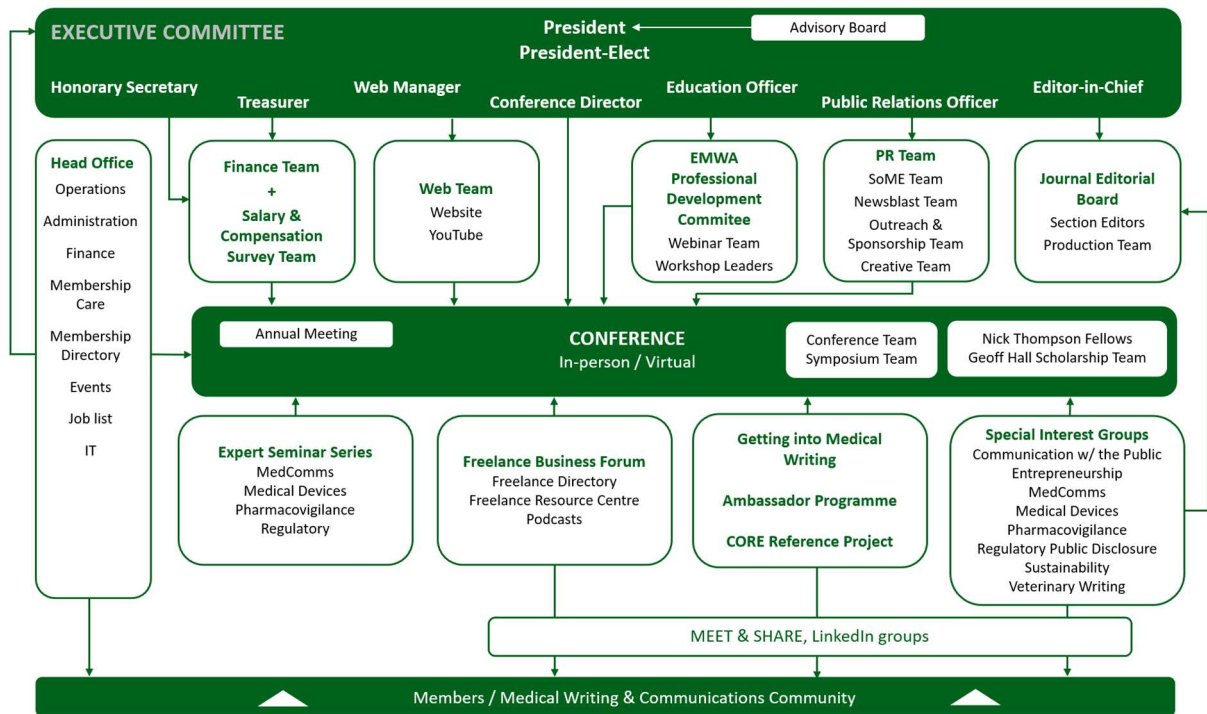 EXECUTIVE COMMITTEE
President
Advisory Board
President-Elect
Honorary Secretary
Treasurer
Web Manager
Conference Director
Education Officer
Public Relations Officer
Editor-in-Chief
Head Office
Operations
Administration
Finance
Membership
Care
Membership
Directory
Events
Job list
IT
Finance Team
+
Salary &
Compensation
Survey Team
Web Team
Website
YouTube
EMWA
Professional
Development
Commitee
Webinar Team
Workshop Leaders
PR Team
SoME Team
Newsblast Team
Outreach &
Sponsorship Team
Creative Team
Journal Editorial
Board
Section Editors
Production Team
Annual Meeting
CONFERENCE
In-person / Virtual
Conference Team
Symposium Team
Nick Thompson Fellows
Geoff Hall Scholarship Team
Expert Seminar Series
MedComms
Medical Devices
Pharmacovigilance
Regulatory
Freelance Business Forum
Freelance Directory
Freelance Resource Centre
Podcasts
Getting into Medical
Writing
Ambassador Programme
CORE Reference Project
Special Interest Groups
Communication w/ the Public
Entrepreneurship
MedComms
Medical Devices
Pharmacovigilance
Regulatory Public Disclosure
Sustainability
Veterinary Writing
MEET & SHARE, LinkedIn groups
Members / Medical Writing & Communications Community